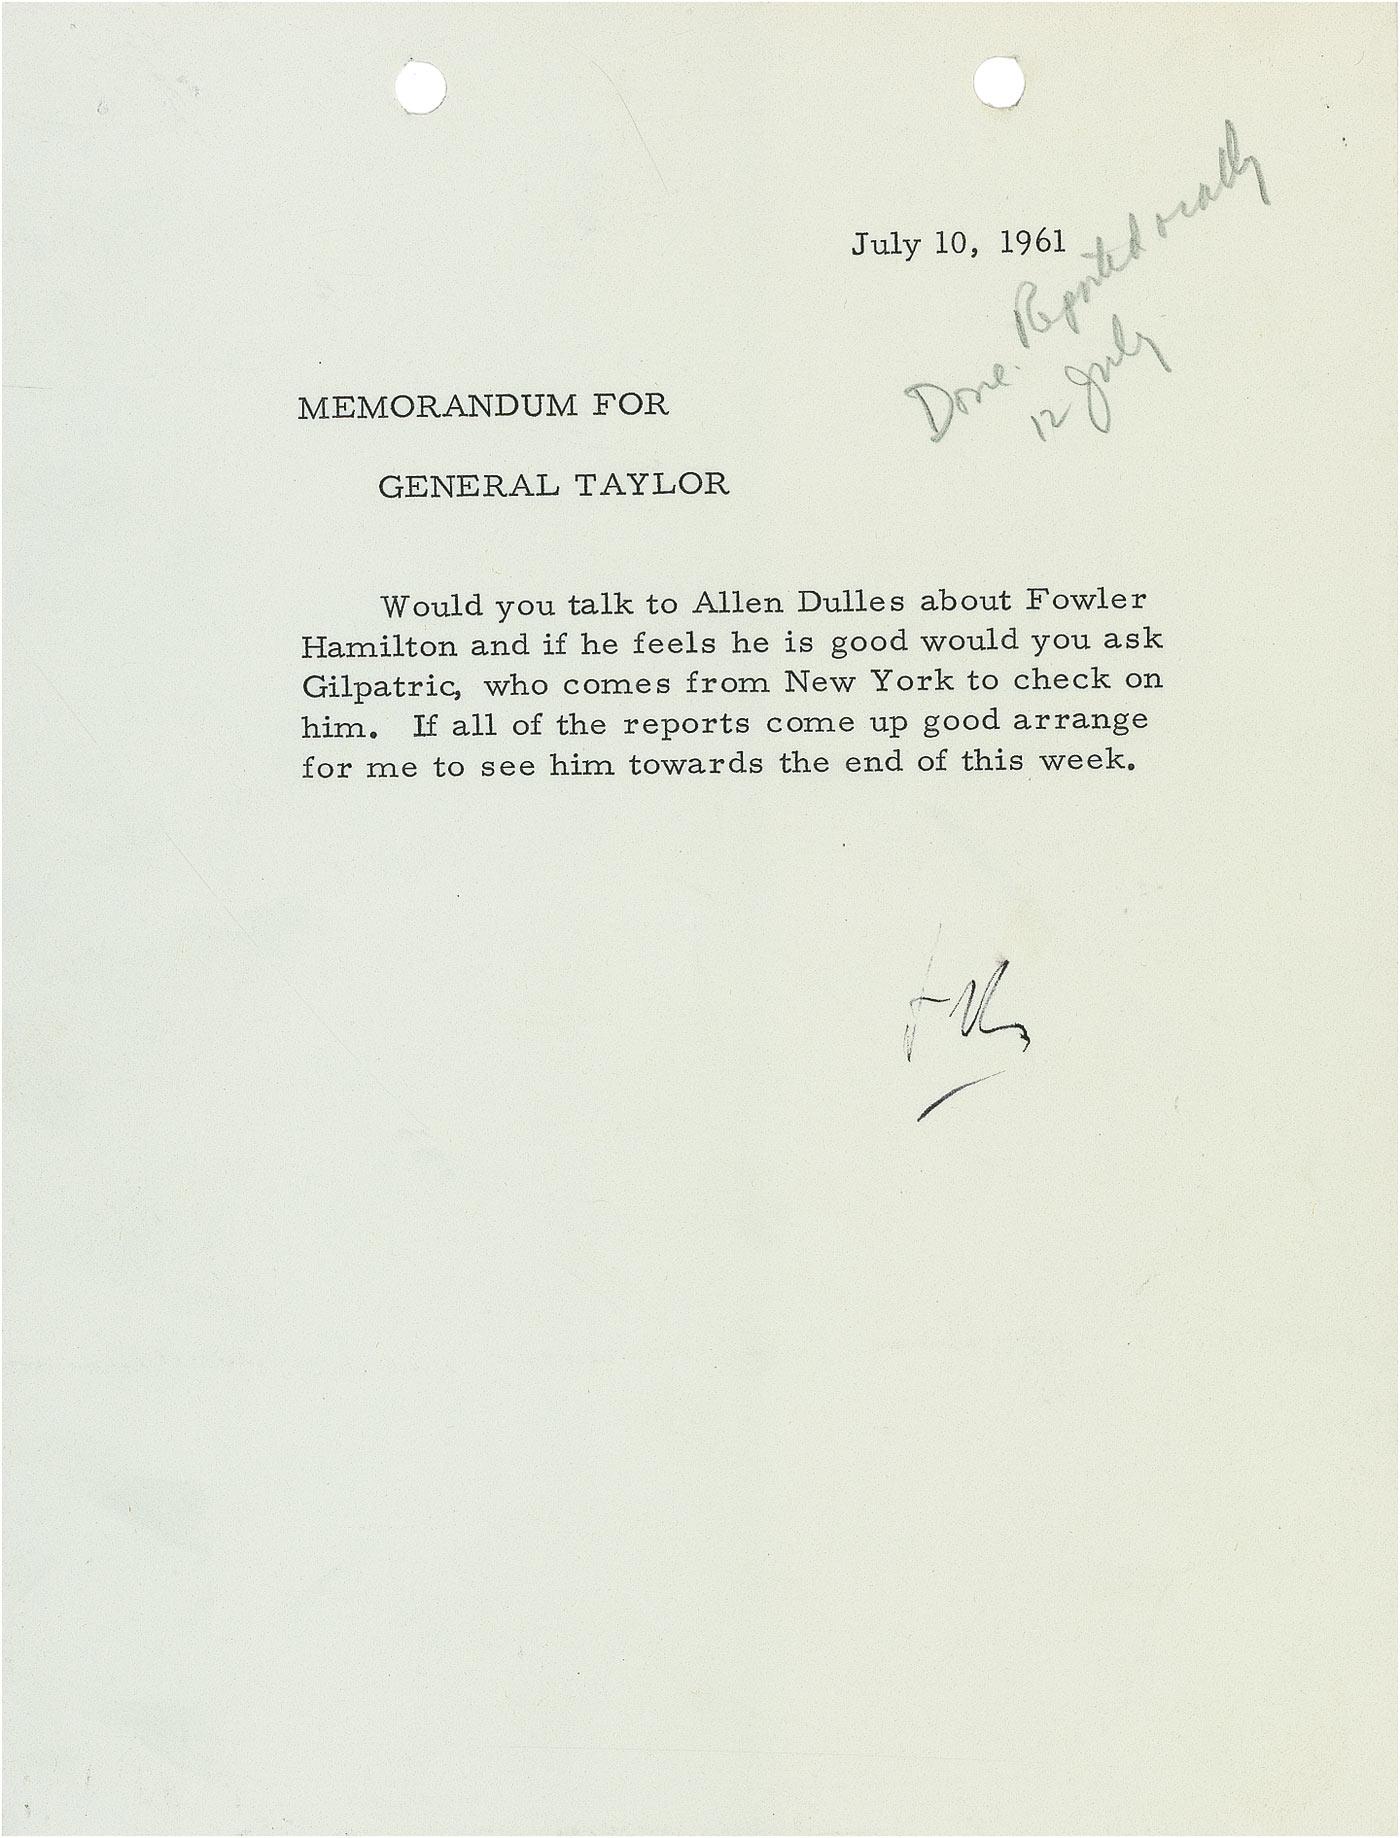 July 10, 1961
Done. Reported orally
12 July
MEMORANDUM FOR
GENERAL TAYLOR
Would you talk to Allen Dulles about Fowler
Hamilton and if he feels he is good would you ask
Gilpatric, who comes from New York to check on
him. If all of the reports come up good arrange
for me to see him towards the end of this week.